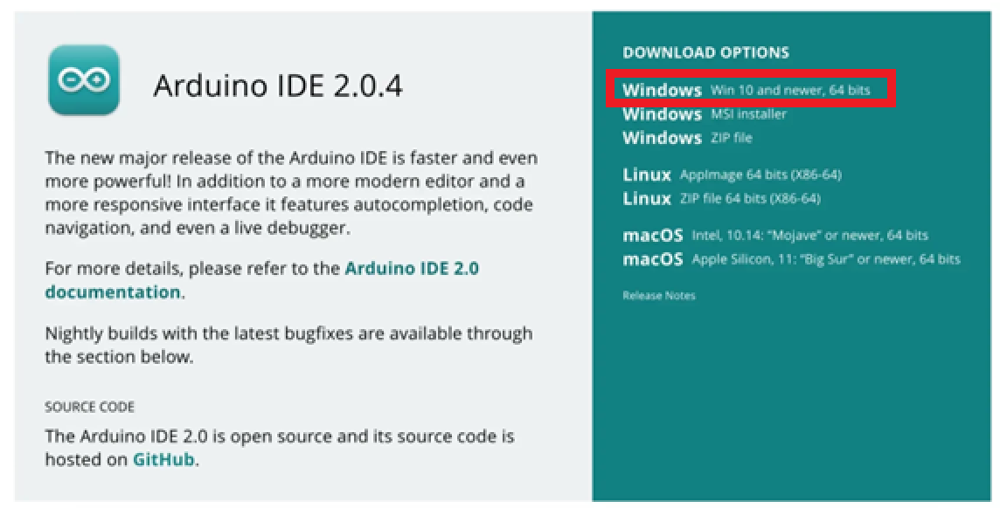 Arduino IDE 2.0.4
The new major release of the Arduino IDE is faster and even
more powerful! In addition to a more modern editor and a
more responsive interface it features autocompletion, code
navigation, and even a live debugger.
For more details, please refer to the Arduino IDE 2.0
documentation.
Nightly builds with the latest bugfixes are available through
the section below.
SOURCE CODE
The Arduino IDE 2.0 is open source and its source code is
hosted on GitHub.
DOWNLOAD OPTIONS
Windows Win 10 and newer, 64 bits
Windows MSI installer
Windows ZIP file
Linux AppImage 64 bits (X86-64)
Linux ZIP file 64 bits (X86-64)
macOS Intel, 10.14: “Mojave” or newer, 64 bits
macOS Apple Silicon, 11: “Big Sur” or newer, 64 bits
Release Notes